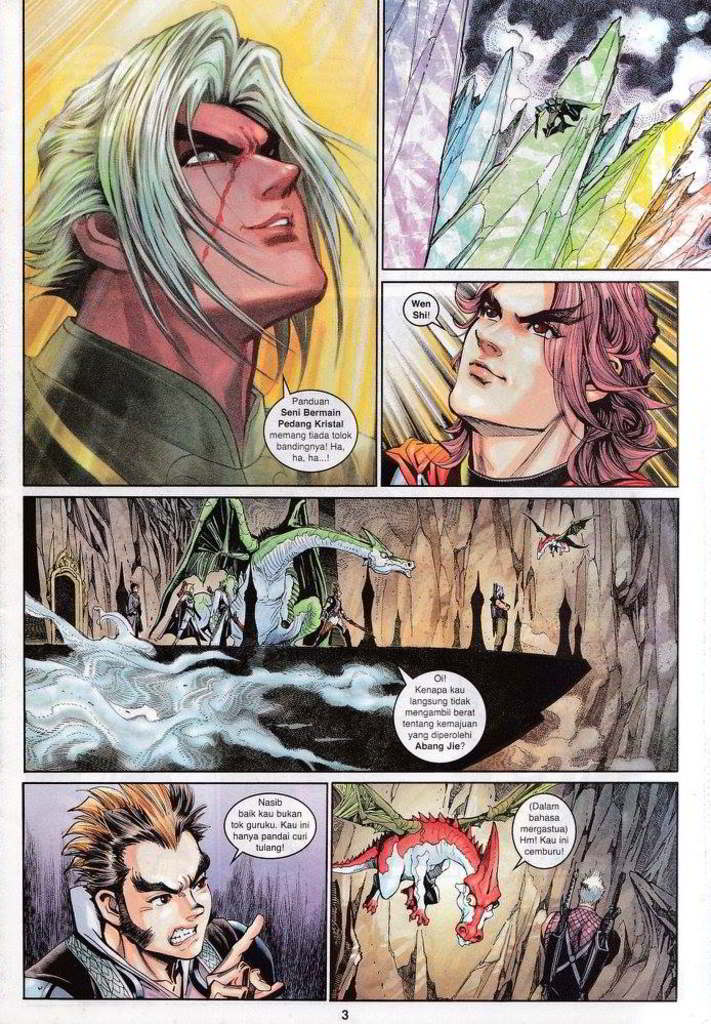 Panduan
Seni Bermain
Pedang Kristal
memang tiada tolok
bandingnya! Ha,
ha, ha...!
Wen
Shi!
Oi!
Kenapa kau
langsung tidak
mengambil berat
tentang kemajuan
yang diperolehi
Abang Jie?
Nasib
baik kau bukan
tok guruku. Kau ini
hanya pandai curi
tulang!
(Dalam
bahasa
mergastua)
Hm! Kau
cemburu!
3